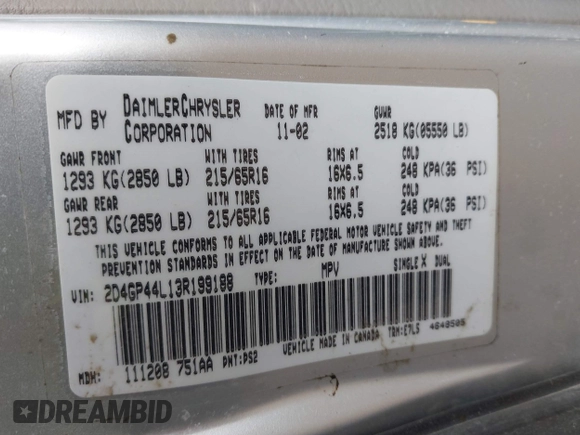 MFD BY DAIMLERCHRYSLER CORPORATION DATE OF MFR 11-02 GVWR 2518 KG(05550 LB)
GAWR FRONT WITH TIRES RIMS AT COLD
1293 KG(2850 LB) 215/65R16 16X6.5 248 KPA(36 PSI)
GAWR REAR WITH TIRES RIMS AT COLD
1293 KG(2850 LB) 215/65R16 16X6.5 248 KPA(36 PSI)
THIS VEHICLE CONFORMS TO ALL APPLICABLE FEDERAL MOTOR VEHICLE SAFETY AND THEFT
PREVENTION STANDARDS IN EFFECT ON THE DATE OF MANUFACTURE SHOWN ABOVE.
VIN: 2D4GP44L13R199188 TYPE: MPV SINGLE X DUAL
MDH: 111208 751AA PNT:PS2 VEHICLE MADE IN CANADA TRM:E7L5 4648505
DREAMBID